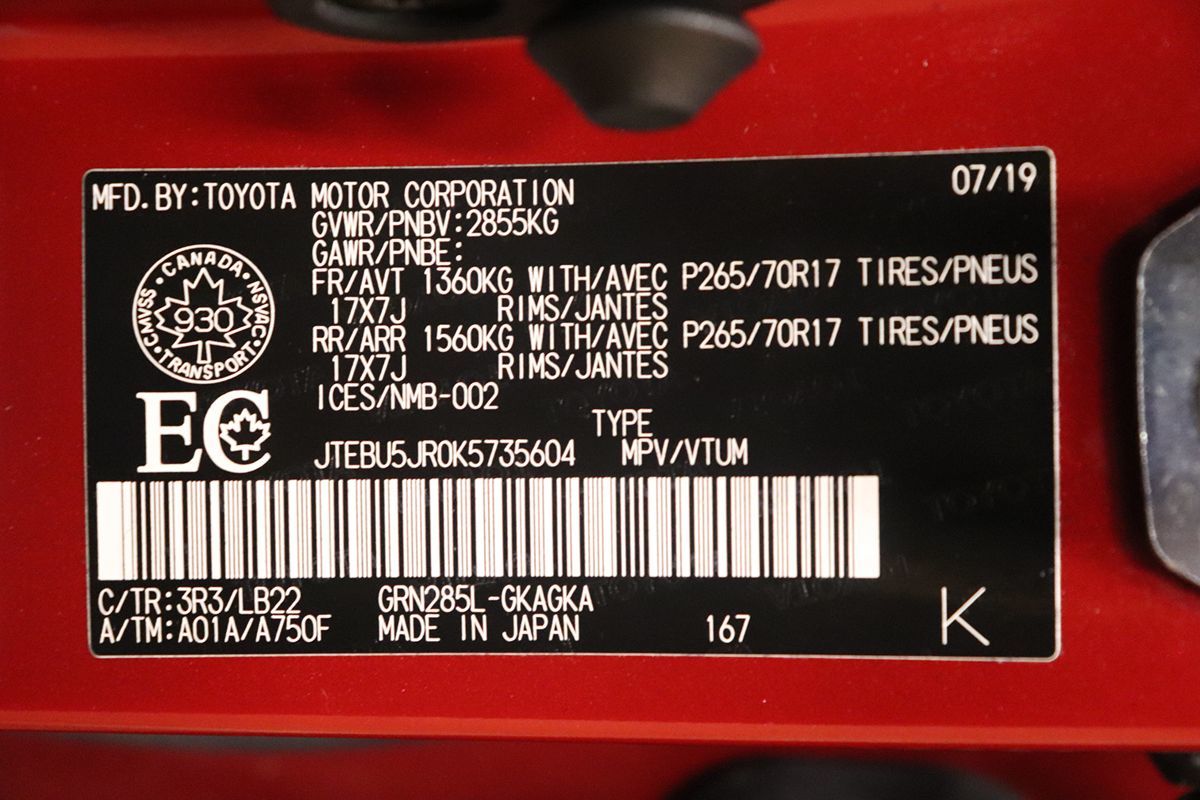 MFD. BY: TOYOTA MOTOR CORPORATION 07/19
GVWR/PNBV: 2855KG
GAWR/PNBE:
FR/AVT 1360KG WITH/AVEC P265/70R17 TIRES/PNEUS
17X7J RIMS/JANTES
RR/ARR 1560KG WITH/AVEC P265/70R17 TIRES/PNEUS
17X7J RIMS/JANTES
ICES/NMB-002
CANADA
CMVSS 930 NSVAC
TRANSPORT
EC
TYPE
JTEBU5JR0K5735604 MPV/VTUM
C/TR: 3R3/LB22 GRN285L-GKAGKA
A/TM: A01A/A750F MADE IN JAPAN 167 K